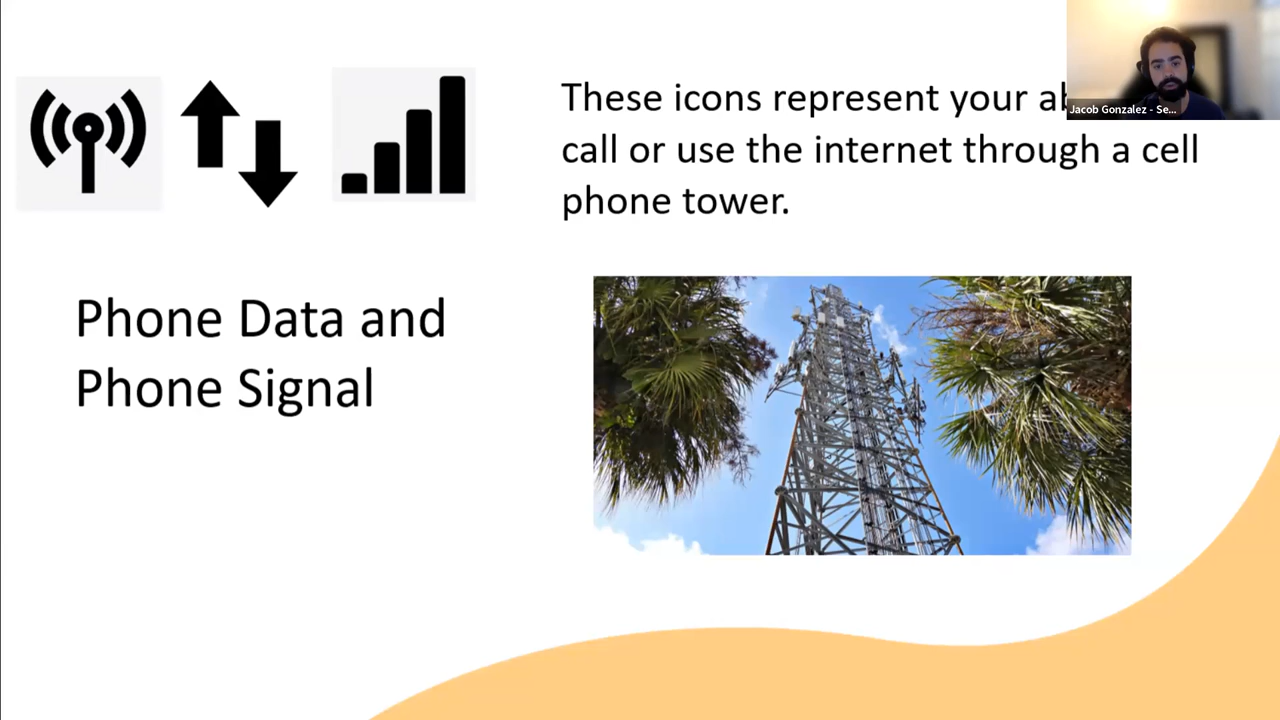 These icons represent your
call or use the internet through a cell
phone tower.
Jacob Gonzalez - Se...
Phone Data and
Phone Signal